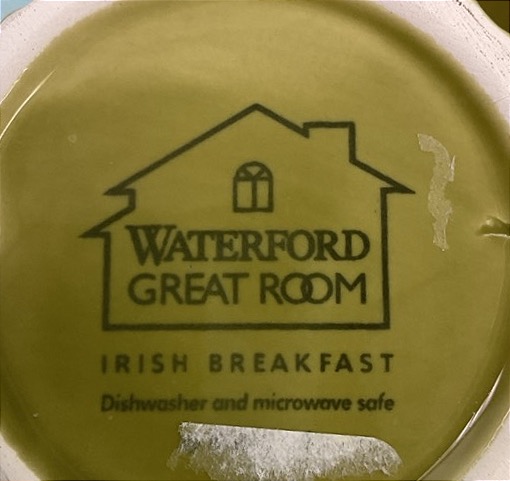 WATERFORD
GREAT ROOM
IRISH BREAKFAST
Dishwasher and microwave safe